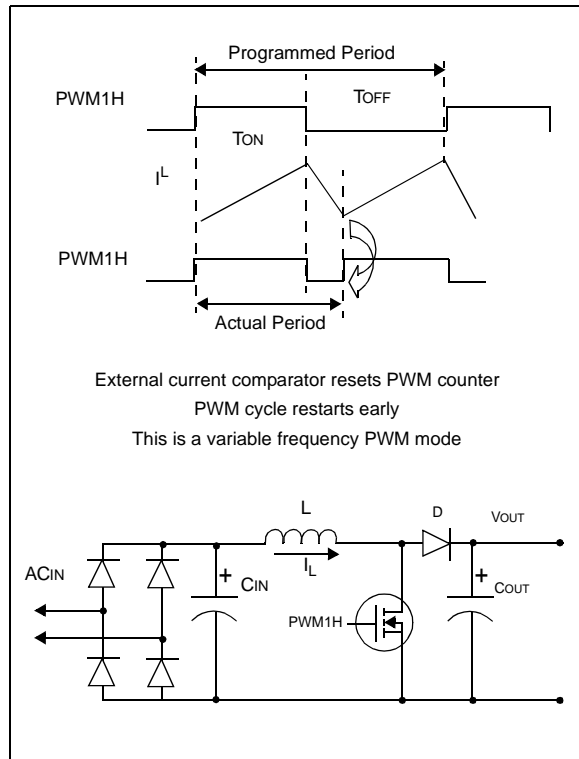 Programmed Period
PWM1H
TOFF
TON
IL
PWM1H
Actual Period
External current comparator resets PWM counter
PWM cycle restarts early
This is a variable frequency PWM mode
L
D
VOUT
ACIN
+
CIN
IL
+
COUT
PWM1H